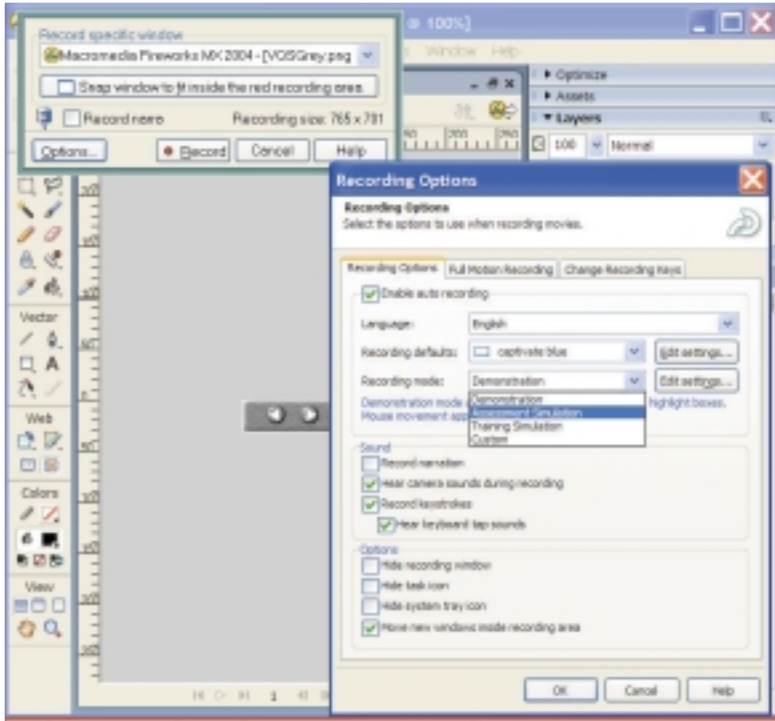 @ 100%]
Window Help
Record specific window
Macromedia Fireworks MX 2004 - [VOSGrey.png
Snap window to fit inside the red recording area.
Record narra
Recording size: 765 x 701
Options...
Record
Cancel
Help
Optimize
Assets
Layers
100
Normal
Vector
Web
Colors
View
1
Recording Options
Recording Options
Select the options to use when recording movies.
Recording Options
Full Motion Recording
Change Recording Keys
Enable auto recording
Language:
English
Recording defaults:
captivate blue
Edit settings...
Recording mode:
Demonstration
Edit settings...
Demonstration mode
highlight boxes.
Mouse movement
Demonstration
Assessment Simulation
Training Simulation
Custom
Sound
Record narration
Hear camera sounds during recording
Record keystrokes
Hear keyboard tap sounds
Options
Hide recording window
Hide task icon
Hide system tray icon
Move new windows inside recording area
OK
Cancel
Help